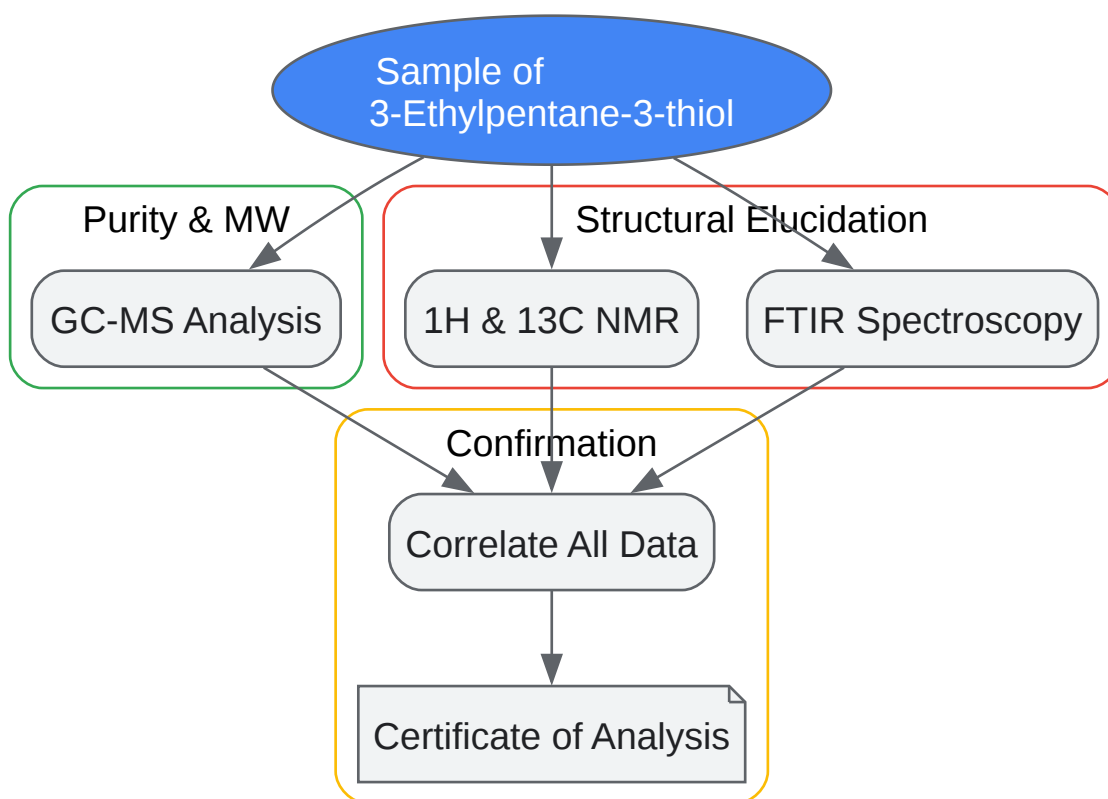 Sample of
3-Ethylpentane-3-thiol
Purity & MW
Structural Elucidation
GC-MS Analysis
1H & 13C NMR
FTIR Spectroscopy
Confirmation
Correlate All Data
Certificate of Analysis